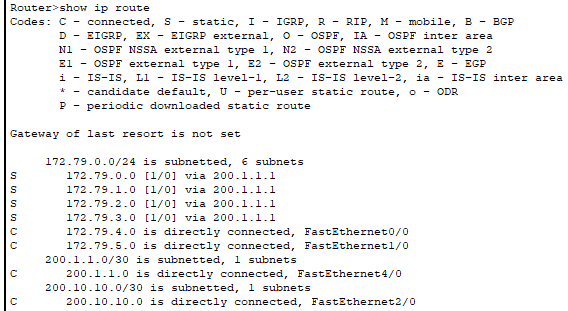 Router>show ip route
Codes: C - connected, S - static, I - IGRP, R - RIP, M - mobile, B - BGP
       D - EIGRP, EX - EIGRP external, O - OSPF, IA - OSPF inter area
       N1 - OSPF NSSA external type 1, N2 - OSPF NSSA external type 2
       E1 - OSPF external type 1, E2 - OSPF external type 2, E - EGP
       i - IS-IS, L1 - IS-IS level-1, L2 - IS-IS level-2, ia - IS-IS inter area
       * - candidate default, U - per-user static route, o - ODR
       P - periodic downloaded static route
Gateway of last resort is not set
     172.79.0.0/24 is subnetted, 6 subnets
S       172.79.0.0 [1/0] via 200.1.1.1
S       172.79.1.0 [1/0] via 200.1.1.1
S       172.79.2.0 [1/0] via 200.1.1.1
S       172.79.3.0 [1/0] via 200.1.1.1
C       172.79.4.0 is directly connected, FastEthernet0/0
C       172.79.5.0 is directly connected, FastEthernet1/0
     200.1.1.0/30 is subnetted, 1 subnets
C       200.1.1.0 is directly connected, FastEthernet4/0
     200.10.10.0/30 is subnetted, 1 subnets
C       200.10.10.0 is directly connected, FastEthernet2/0